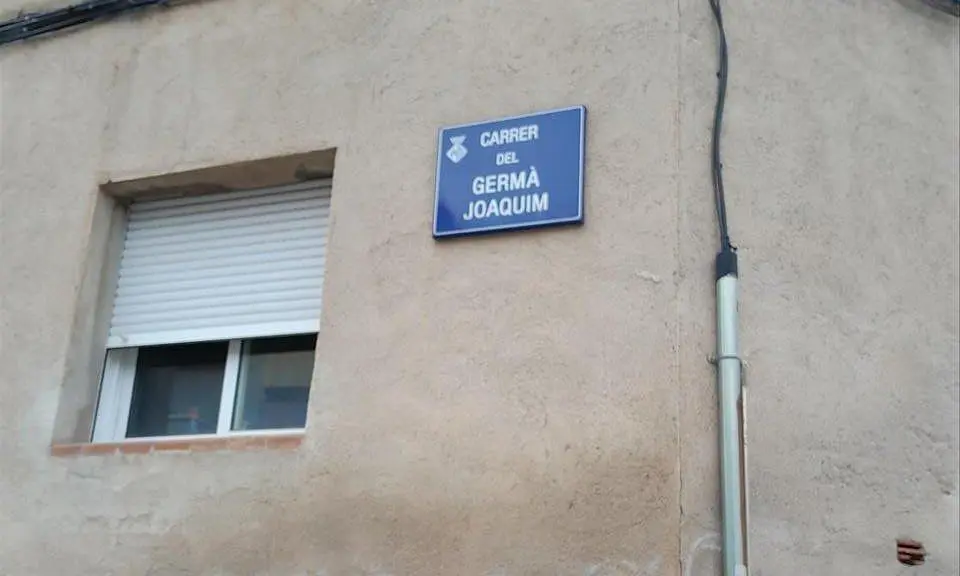 CARRER
DEL
GERMÀ
JOAQUIM